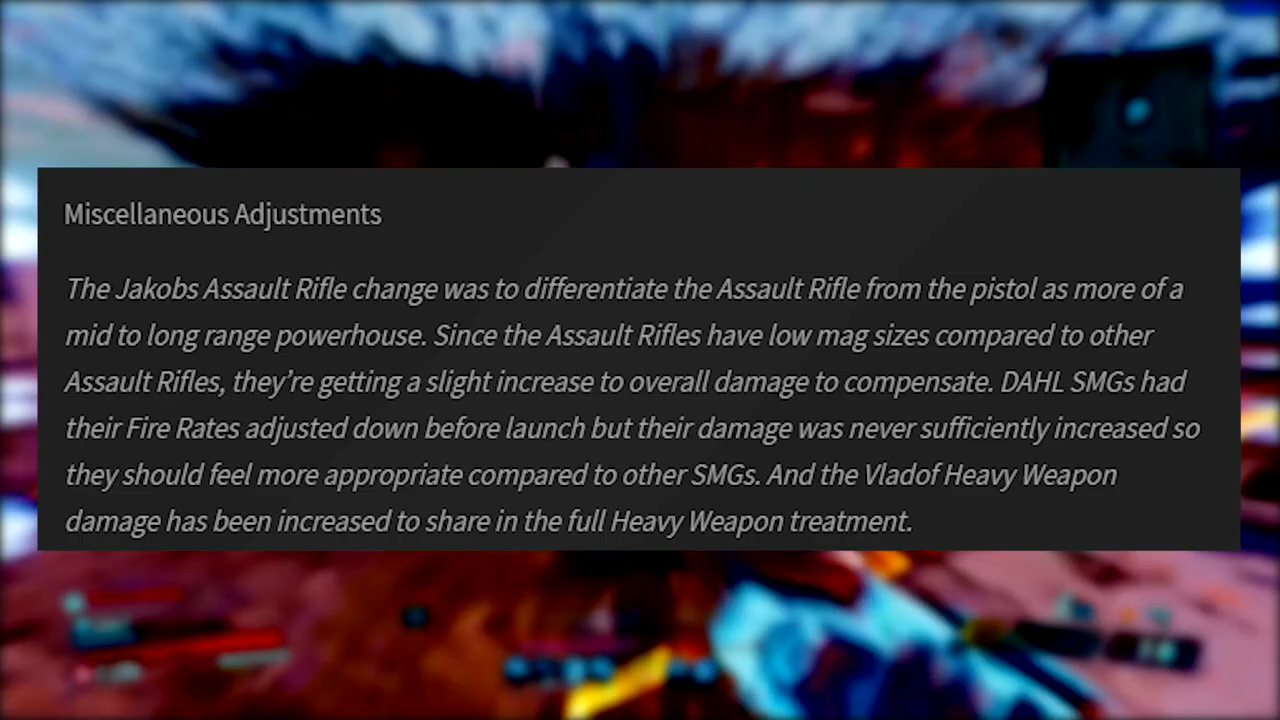 Miscellaneous Adjustments
The Jakobs Assault Rifle change was to differentiate the Assault Rifle from the pistol as more of a
mid to long range powerhouse. Since the Assault Rifles have low mag sizes compared to other
Assault Rifles, they’re getting a slight increase to overall damage to compensate. DAHL SMGs had
their Fire Rates adjusted down before launch but their damage was never sufficiently increased so
they should feel more appropriate compared to other SMGs. And the Vladof Heavy Weapon
damage has been increased to share in the full Heavy Weapon treatment.